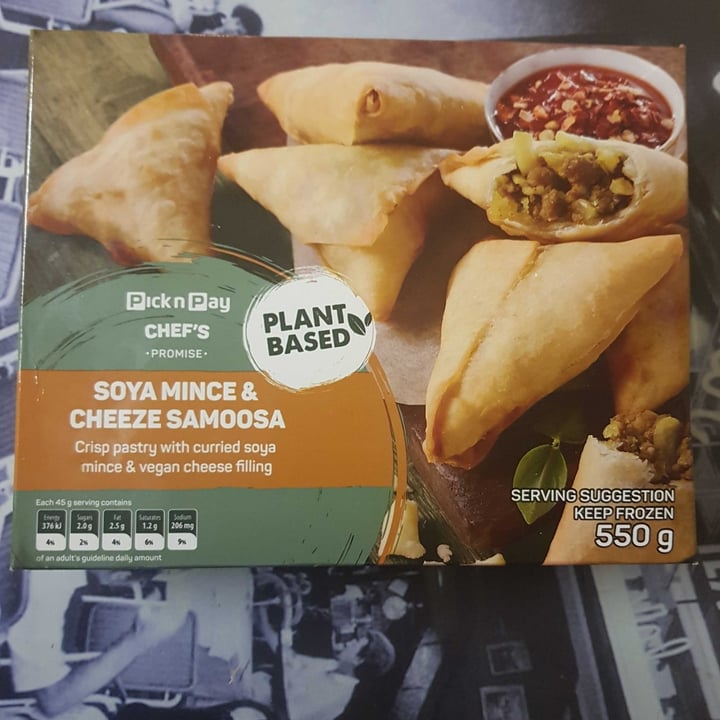 Pick n Pay
CHEF'S
• PROMISE •
PLANT
BASED
SOYA MINCE &
CHEEZE SAMOOSA
Crisp pastry with curried soya
mince & vegan cheese filling
Each 45 g serving contains
Energy Sugars Fat Saturates Sodium
376 kJ 2.0 g 2.5 g 1.2 g 206 mg
4% 2% 4% 6% 9%
of an adult's guideline daily amount
SERVING SUGGESTION
KEEP FROZEN
550 g